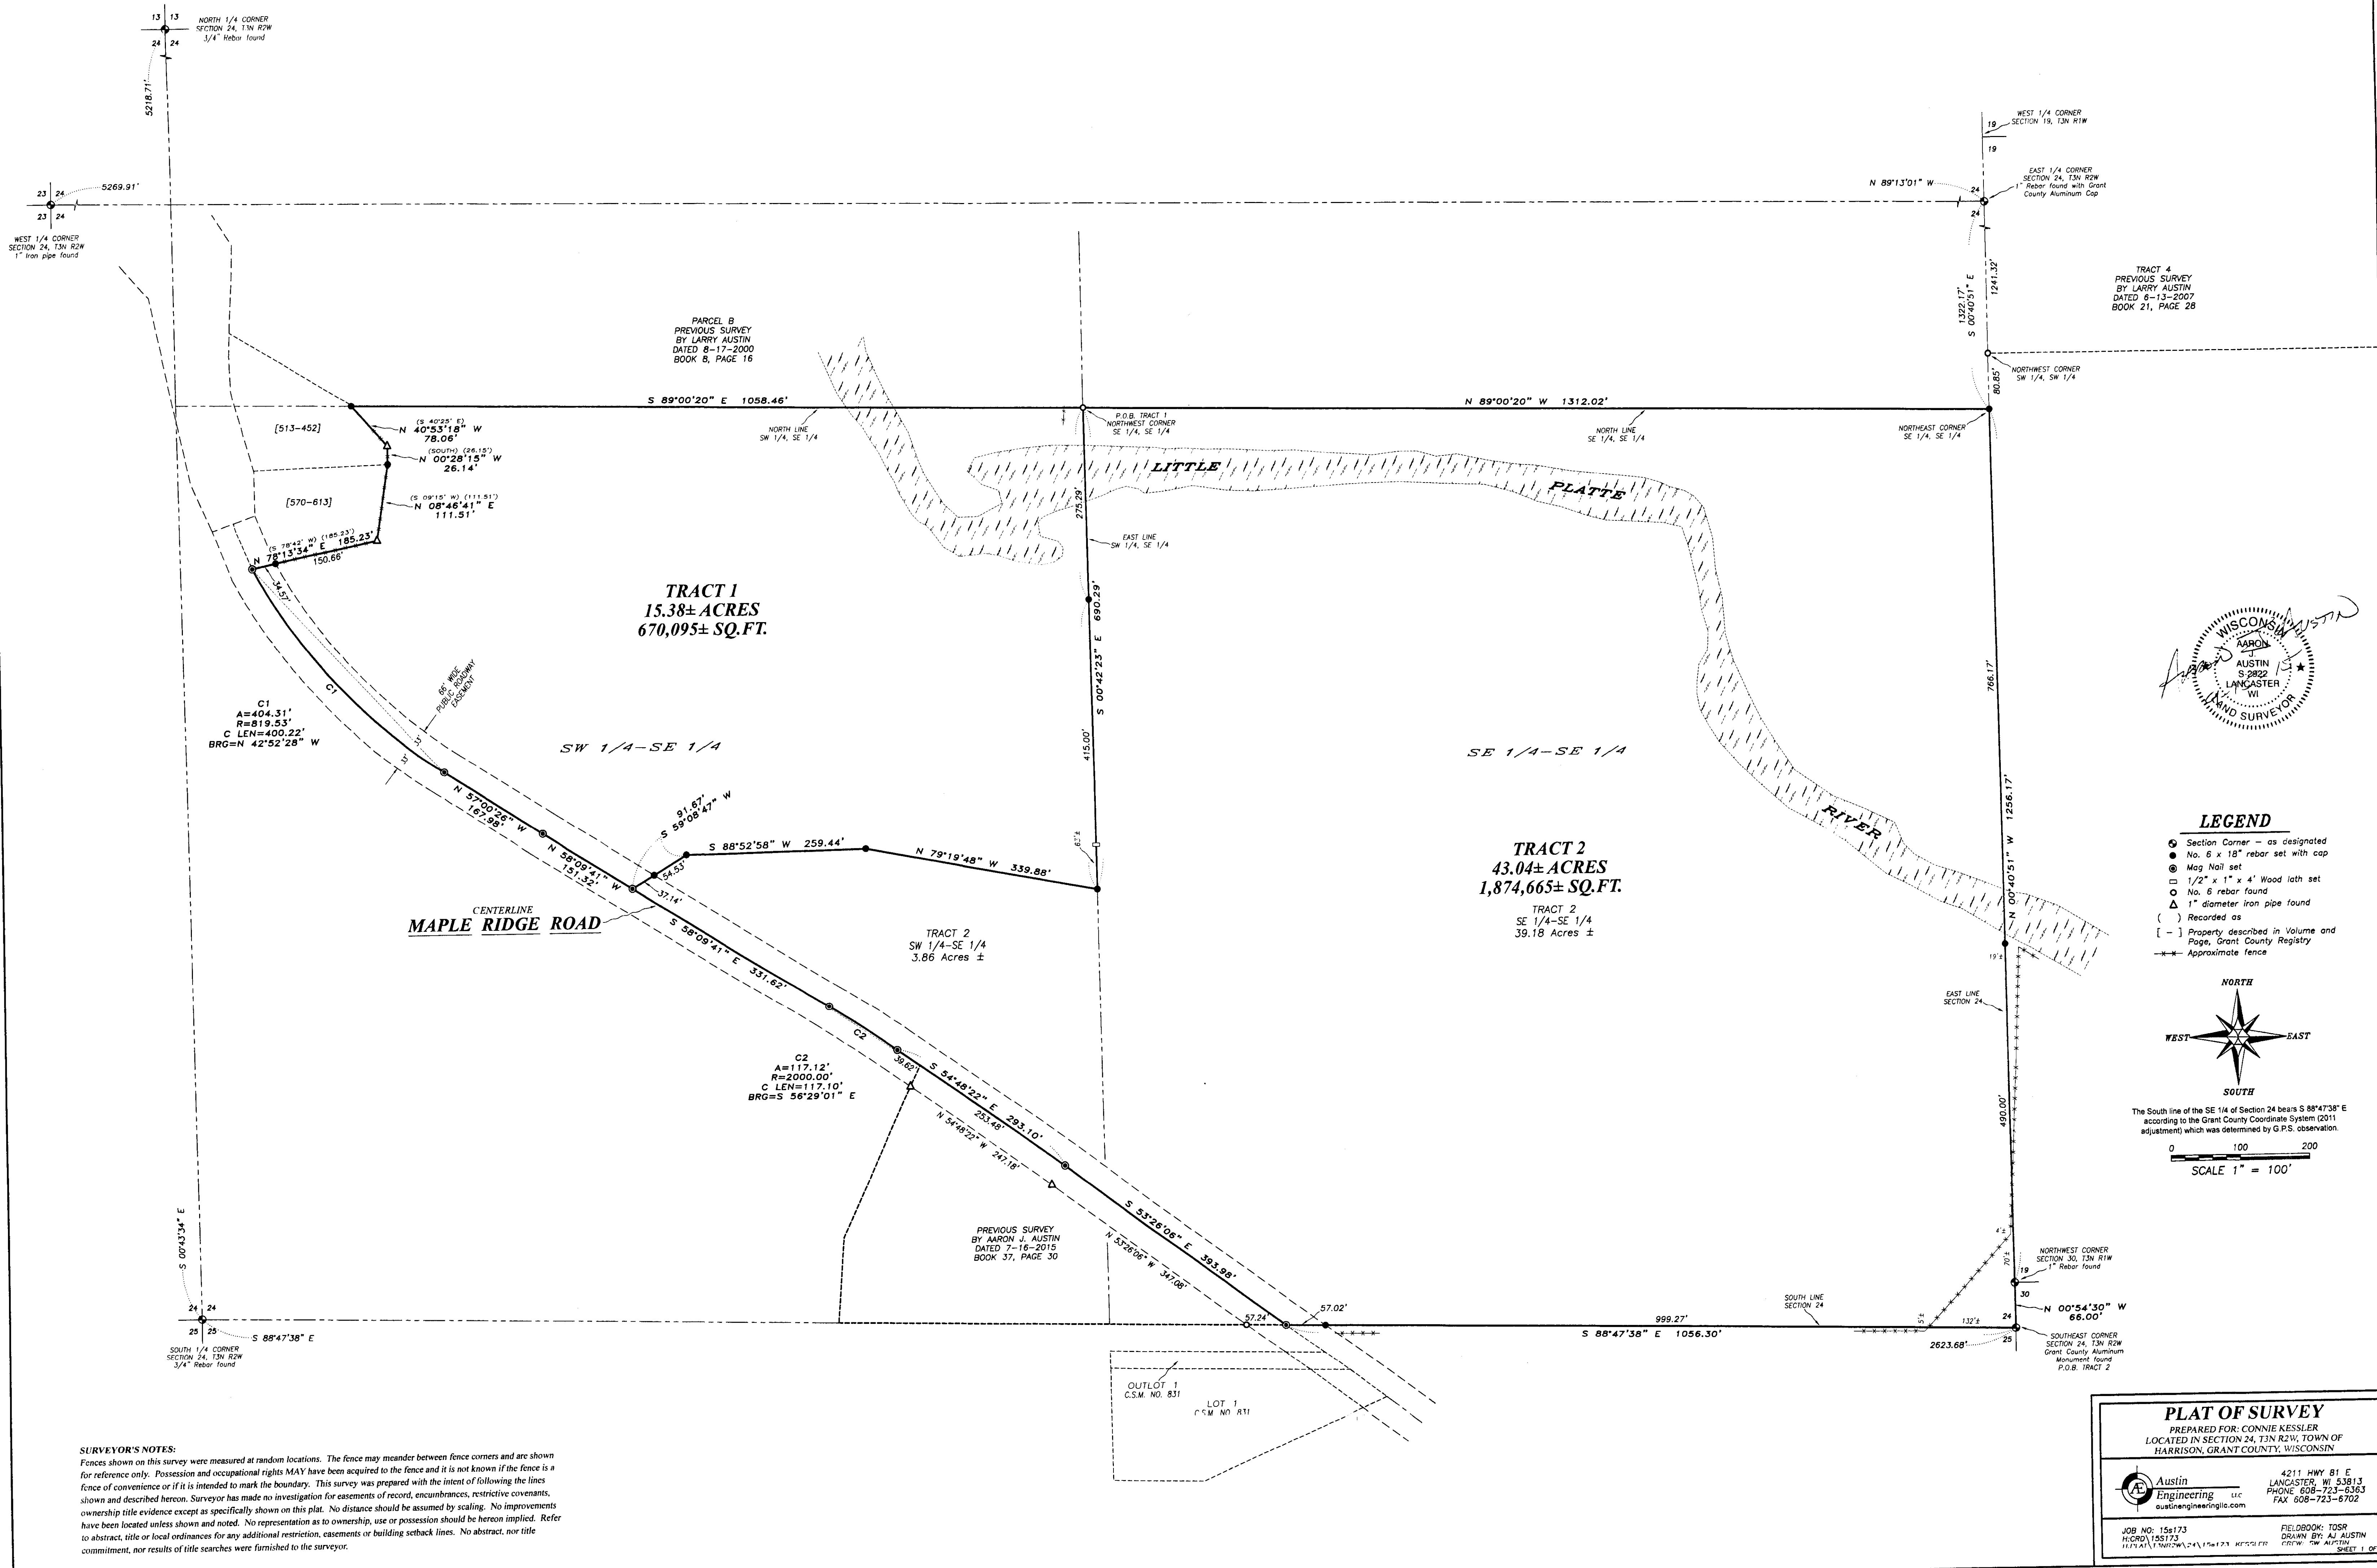 13 13
24 24
NORTH 1/4 CORNER
SECTION 24, T3N R2W
3/4" Rebar found
5218.71'
23 24
23 24
5269.91'
WEST 1/4 CORNER
SECTION 24, T3N R2W
1" Iron pipe found
19
19
WEST 1/4 CORNER
SECTION 19, T3N R1W
N 89°13'01" W
24
24
EAST 1/4 CORNER
SECTION 24, T3N R2W
1" Rebar found with Grant
County Aluminum Cap
1322.17'
S 00°40'51" E
1241.32'
80.85'
TRACT 4
PREVIOUS SURVEY
BY LARRY AUSTIN
DATED 6-13-2007
BOOK 21, PAGE 28
NORTHWEST CORNER
SW 1/4, SW 1/4
PARCEL B
PREVIOUS SURVEY
BY LARRY AUSTIN
DATED 8-17-2000
BOOK 8, PAGE 16
S 89°00'20" E 1058.46'
NORTH LINE
SW 1/4, SE 1/4
P.O.B. TRACT 1
NORTHWEST CORNER
SE 1/4, SE 1/4
N 89°00'20" W 1312.02'
NORTH LINE
SE 1/4, SE 1/4
NORTHEAST CORNER
SE 1/4, SE 1/4
[513-452]
(S 40°25' E)
N 40°53'18" W
78.06'
(SOUTH) (26.15')
N 00°28'15" W
26.14'
[570-613]
(S 09°15' W) (111.51')
N 08°46'41" E
111.51'
(S 78°42' W) (185.23')
N 78°13'34" E 185.23'
150.66'
34.57'
LITTLE
PLATTE
RIVER
275.29'
EAST LINE
SW 1/4, SE 1/4
S 00°42'23" E 690.29'
415.00'
63'±
TRACT 1
15.38± ACRES
670,095± SQ.FT.
C1
66' WIDE
PUBLIC ROADWAY
EASEMENT
33'
33'
C1
A=404.31'
R=819.53'
C LEN=400.22'
BRG=N 42°52'28" W
SW 1/4-SE 1/4
SE 1/4-SE 1/4
N 57°00'26" W
167.98'
N 58°09'41" W
151.32'
91.67'
S 59°08'47" W
54.53'
37.14'
S 88°52'58" W 259.44'
N 79°19'48" W 339.88'
CENTERLINE
MAPLE RIDGE ROAD
S 58°09'41" E 331.62'
TRACT 2
SW 1/4-SE 1/4
3.86 Acres ±
TRACT 2
43.04± ACRES
1,874,665± SQ.FT.
TRACT 2
SE 1/4-SE 1/4
39.18 Acres ±
C2
C2
A=117.12'
R=2000.00'
C LEN=117.10'
BRG=S 56°29'01" E
39.62'
S 54°48'22" E 293.10'
253.48'
N 54°48'22" W 247.18'
S 53°26'06" E 393.98'
N 53°26'06" W 347.08'
PREVIOUS SURVEY
BY AARON J. AUSTIN
DATED 7-16-2015
BOOK 37, PAGE 30
766.17'
N 00°40'51" W 1256.17'
19'±
EAST LINE
SECTION 24
490.00'
4'±
70'±
NORTHWEST CORNER
SECTION 30, T3N R1W
1" Rebar found
19
30
N 00°54'30" W
66.00'
24
25
SOUTHEAST CORNER
SECTION 24, T3N R2W
Grant County Aluminum
Monument found
P.O.B. TRACT 2
2623.68'
132'±
5'±
SOUTH LINE
SECTION 24
999.27'
S 88°47'38" E 1056.30'
57.02'
57.24'
S 00°43'34" E
24 24
25 25
S 88°47'38" E
SOUTH 1/4 CORNER
SECTION 24, T3N R2W
3/4" Rebar found
OUTLOT 1
C.S.M. NO. 831
LOT 1
C.S.M. NO. 831
WISCONSIN
AARON
J.
AUSTIN
S-2822
LANCASTER
WI
LAND SURVEYOR
Aaron J. Austin
LEGEND
Section Corner - as designated
No. 6 x 18" rebar set with cap
Mag Nail set
1/2" x 1" x 4' Wood lath set
No. 6 rebar found
1" diameter iron pipe found
( ) Recorded as
[ - ] Property described in Volume and
Page, Grant County Registry
Approximate fence
NORTH
WEST
EAST
SOUTH
The South line of the SE 1/4 of Section 24 bears S 88°47'38" E
according to the Grant County Coordinate System (2011
adjustment) which was determined by G.P.S. observation.
0 100 200
SCALE 1" = 100'
SURVEYOR'S NOTES:
Fences shown on this survey were measured at random locations. The fence may meander between fence corners and are shown
for reference only. Possession and occupational rights MAY have been acquired to the fence and it is not known if the fence is a
fence of convenience or if it is intended to mark the boundary. This survey was prepared with the intent of following the lines
shown and described hereon. Surveyor has made no investigation for easements of record, encumbrances, restrictive covenants,
ownership title evidence except as specifically shown on this plat. No distance should be assumed by scaling. No improvements
have been located unless shown and noted. No representation as to ownership, use or possession should be hereon implied. Refer
to abstract, title or local ordinances for any additional restriction, easements or building setback lines. No abstract, nor title
commitment, nor results of title searches were furnished to the surveyor.
PLAT OF SURVEY
PREPARED FOR: CONNIE KESSLER
LOCATED IN SECTION 24, T3N R2W, TOWN OF
HARRISON, GRANT COUNTY, WISCONSIN
AE
Austin
Engineering LLC
austinengineeringllc.com
4211 HWY 81 E
LANCASTER, WI 53813
PHONE 608-723-6363
FAX 608-723-6702
JOB NO: 15s173
H:CRD\15S173
H:PLAT\T3NR2W\24\15s173 KESSLER
FIELDBOOK: TDSR
DRAWN BY: AJ AUSTIN
CREW: SW AUSTIN
SHEET 1 OF